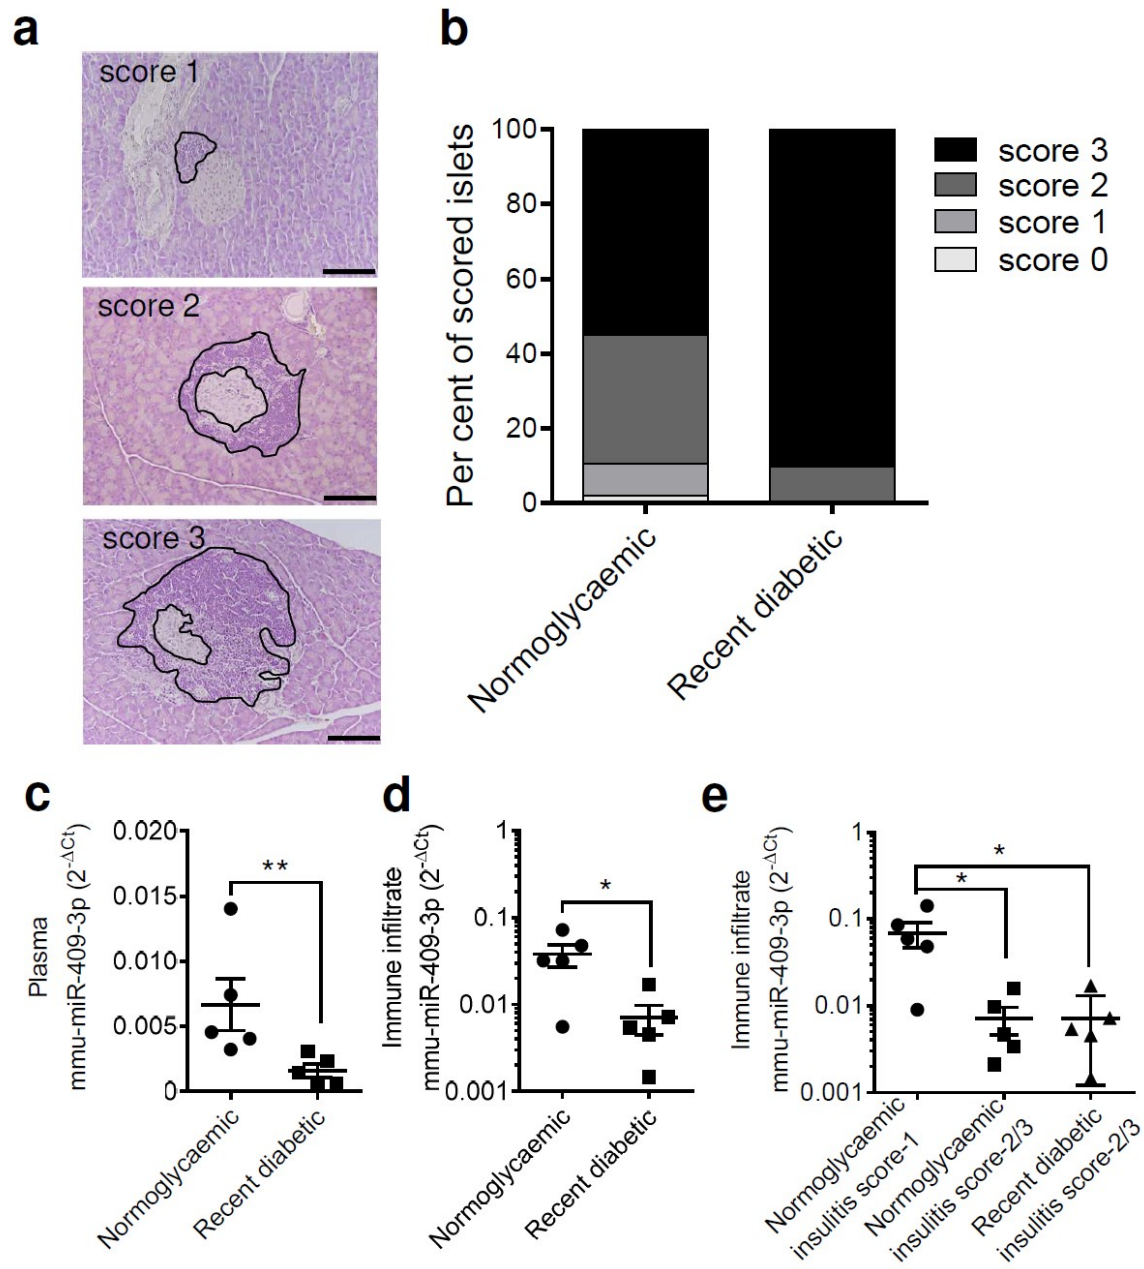 a
score 1
score 2
score 3
b
Per cent of scored islets
100
80
60
40
20
0
Normoglycaemic
Recent diabetic
score 3
score 2
score 1
score 0
c
Plasma
mmu-miR-409-3p (2-ΔCt)
0.020
0.015
0.010
0.005
0
**
Normoglycaemic
Recent diabetic
d
Immune infiltrate
mmu-miR-409-3p (2-ΔCt)
1
0.1
0.01
0.001
*
Normoglycaemic
Recent diabetic
e
Immune infiltrate
mmu-miR-409-3p (2-ΔCt)
1
0.1
0.01
0.001
*
*
Normoglycaemic
insulitis score-1
Normoglycaemic
insulitis score-2/3
Recent diabetic
insulitis score-2/3